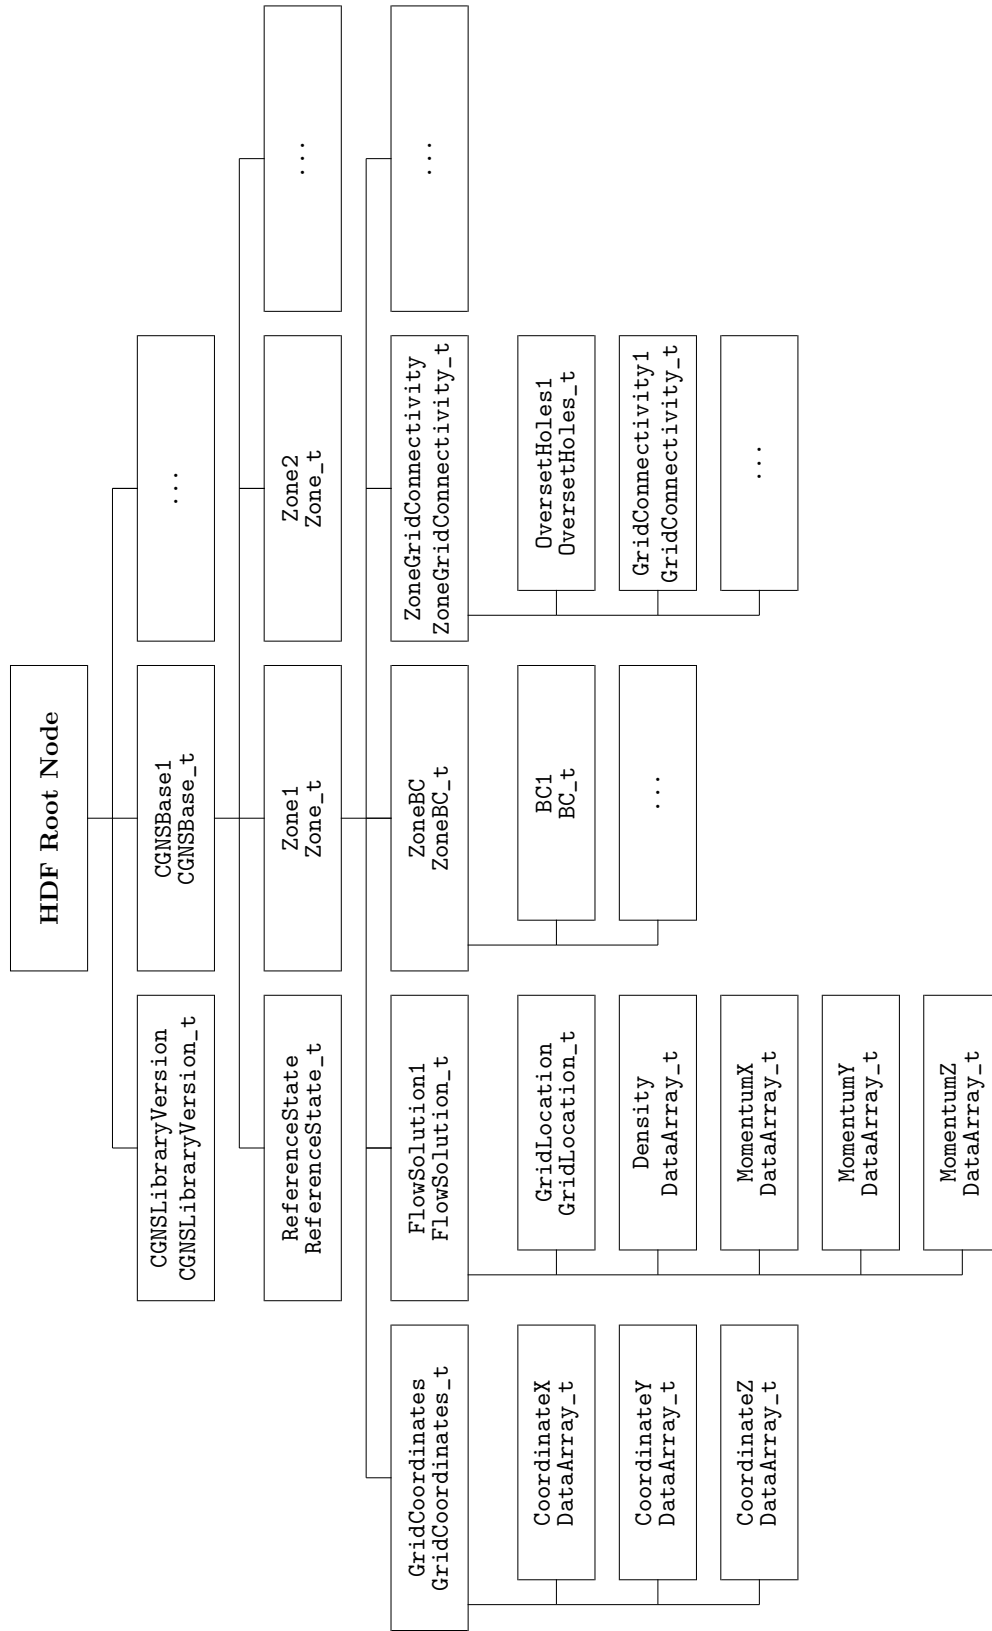 HDF Root Node
CGNSLibraryVersion
CGNSLibraryVersion_t
CGNSBase1
CGNSBase_t
...
ReferenceState
ReferenceState_t
Zone1
Zone_t
Zone2
Zone_t
...
GridCoordinates
GridCoordinates_t
FlowSolution1
FlowSolution_t
ZoneBC
ZoneBC_t
ZoneGridConnectivity
ZoneGridConnectivity_t
...
CoordinateX
DataArray_t
CoordinateY
DataArray_t
CoordinateZ
DataArray_t
GridLocation
GridLocation_t
Density
DataArray_t
MomentumX
DataArray_t
MomentumY
DataArray_t
MomentumZ
DataArray_t
BC1
BC_t
...
OversetHoles1
OversetHoles_t
GridConnectivity1
GridConnectivity_t
...